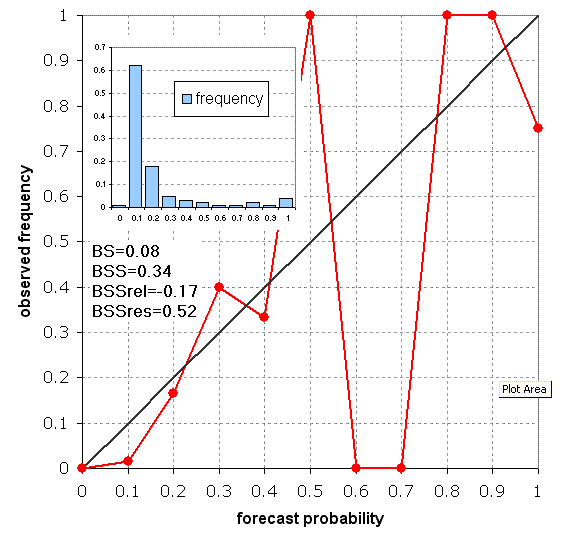 1
0.9
0.8
0.7
0.6
0.5
0.4
0.3
0.2
0.1
0
observed frequency
0.7
0.6
0.5
0.4
0.3
0.2
0.1
0
frequency
0 0.1 0.2 0.3 0.4 0.5 0.6 0.7 0.8 0.9 1
BS=0.08
BSS=0.34
BSSrel=-0.17
BSSres=0.52
Plot Area
0 0.1 0.2 0.3 0.4 0.5 0.6 0.7 0.8 0.9 1
forecast probability